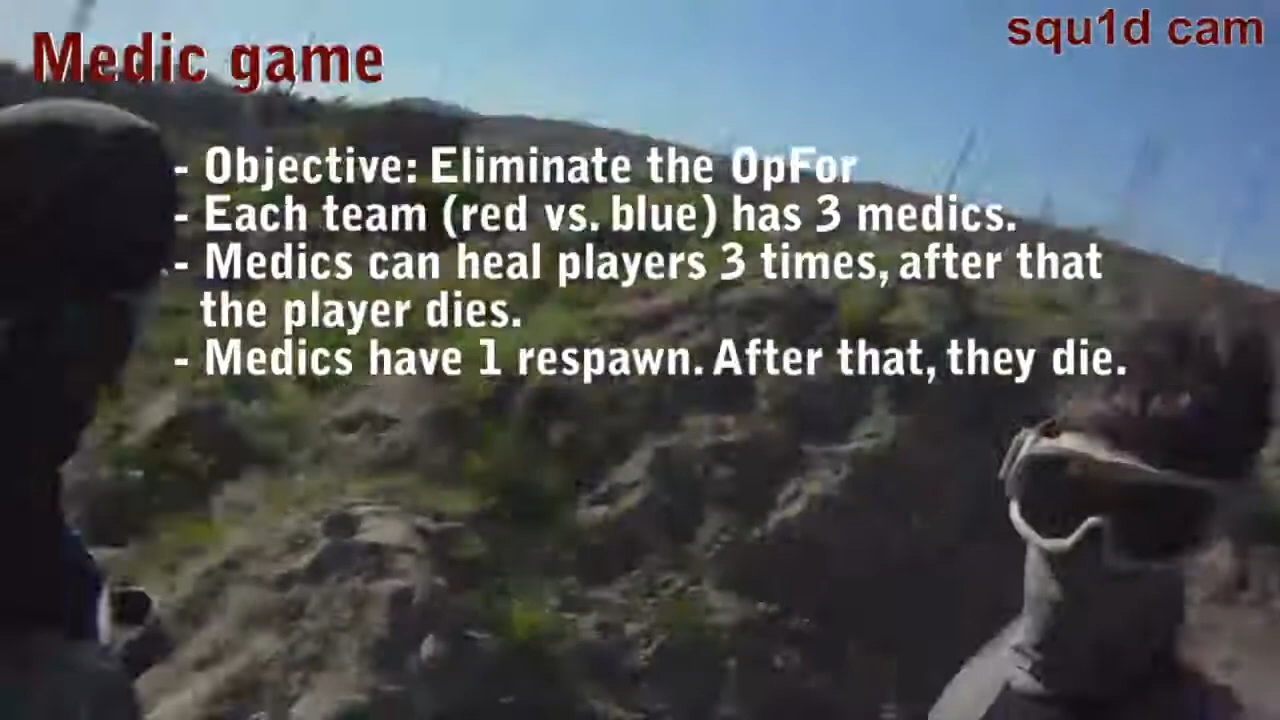 Medic game
squ1d cam
- Objective: Eliminate the OpFor
- Each team (red vs. blue) has 3 medics.
- Medics can heal players 3 times, after that
the player dies.
- Medics have 1 respawn. After that, they die.